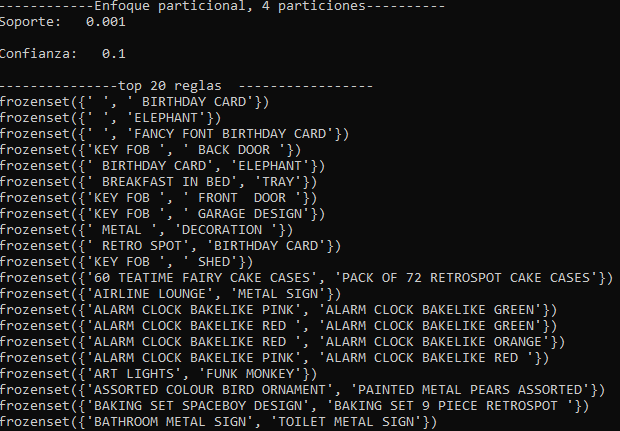 ------------Enfoque particional, 4 particiones----------
Soporte:   0.001
Confianza:   0.1
---------------top 20 reglas  -----------------
frozenset({' ', ' BIRTHDAY CARD'})
frozenset({' ', 'ELEPHANT'})
frozenset({' ', 'FANCY FONT BIRTHDAY CARD'})
frozenset({'KEY FOB ', ' BACK DOOR '})
frozenset({' BIRTHDAY CARD', 'ELEPHANT'})
frozenset({' BREAKFAST IN BED', 'TRAY'})
frozenset({'KEY FOB ', ' FRONT  DOOR '})
frozenset({'KEY FOB ', ' GARAGE DESIGN'})
frozenset({' METAL ', 'DECORATION '})
frozenset({' RETRO SPOT', 'BIRTHDAY CARD'})
frozenset({'KEY FOB ', ' SHED'})
frozenset({'60 TEATIME FAIRY CAKE CASES', 'PACK OF 72 RETROSPOT CAKE CASES'})
frozenset({'AIRLINE LOUNGE', 'METAL SIGN'})
frozenset({'ALARM CLOCK BAKELIKE PINK', 'ALARM CLOCK BAKELIKE GREEN'})
frozenset({'ALARM CLOCK BAKELIKE RED ', 'ALARM CLOCK BAKELIKE GREEN'})
frozenset({'ALARM CLOCK BAKELIKE RED ', 'ALARM CLOCK BAKELIKE ORANGE'})
frozenset({'ALARM CLOCK BAKELIKE PINK', 'ALARM CLOCK BAKELIKE RED '})
frozenset({'ART LIGHTS', 'FUNK MONKEY'})
frozenset({'ASSORTED COLOUR BIRD ORNAMENT', 'PAINTED METAL PEARS ASSORTED'})
frozenset({'BAKING SET SPACEBOY DESIGN', 'BAKING SET 9 PIECE RETROSPOT '})
frozenset({'BATHROOM METAL SIGN', 'TOILET METAL SIGN'})